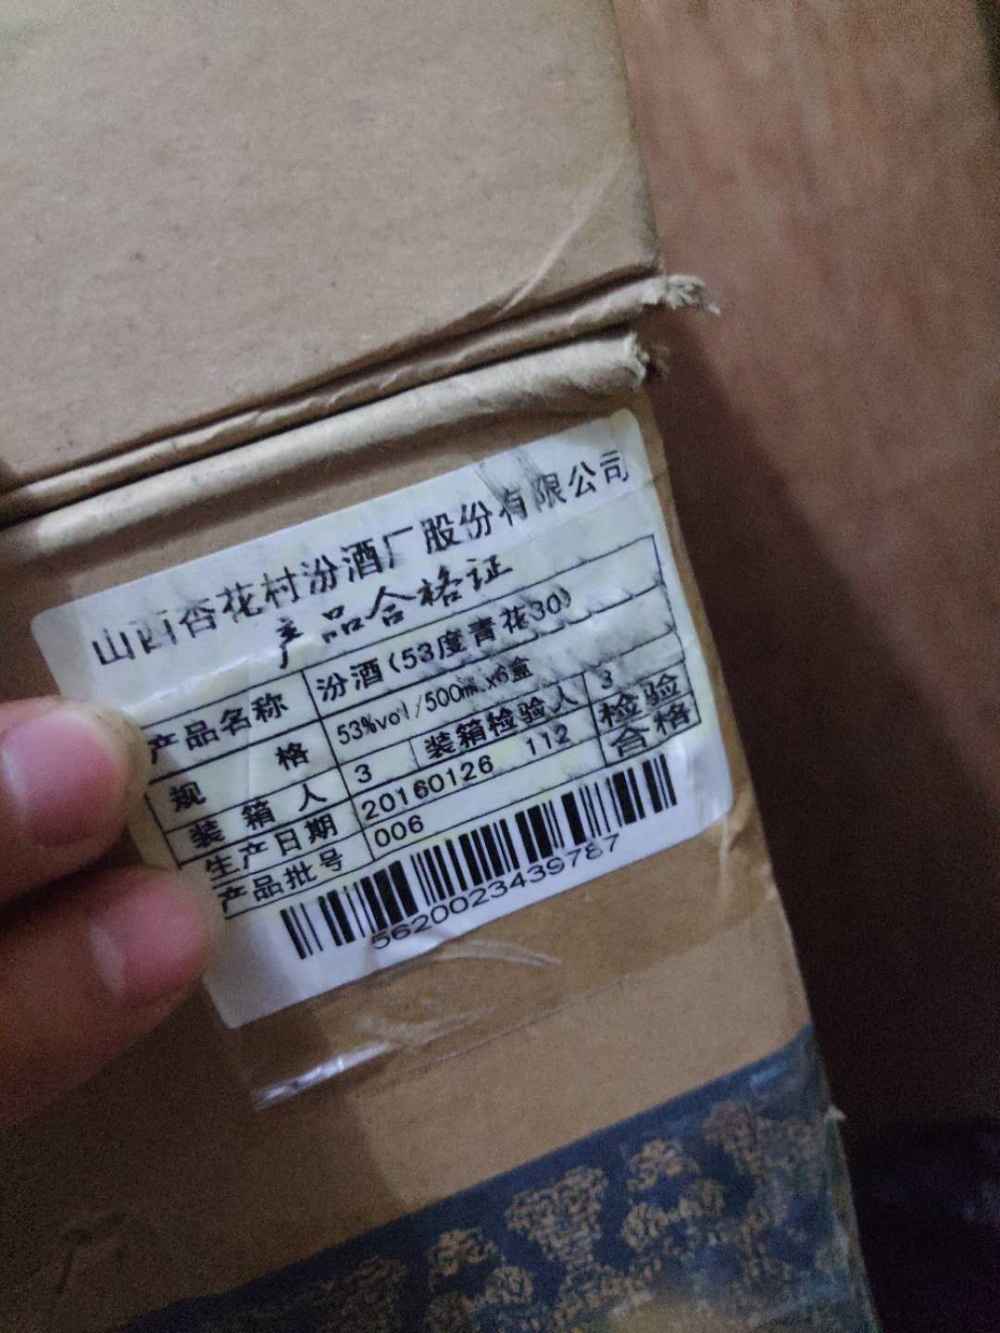 山西杏花村汾酒厂股份有限公司
产品合格证
产品名称 汾酒(53度青花30)
规格 53%vol/500ml x6盒
装箱人 3 装箱检验人 3
生产日期 20160126 112 检验
产品批号 006 合格
5620023439787